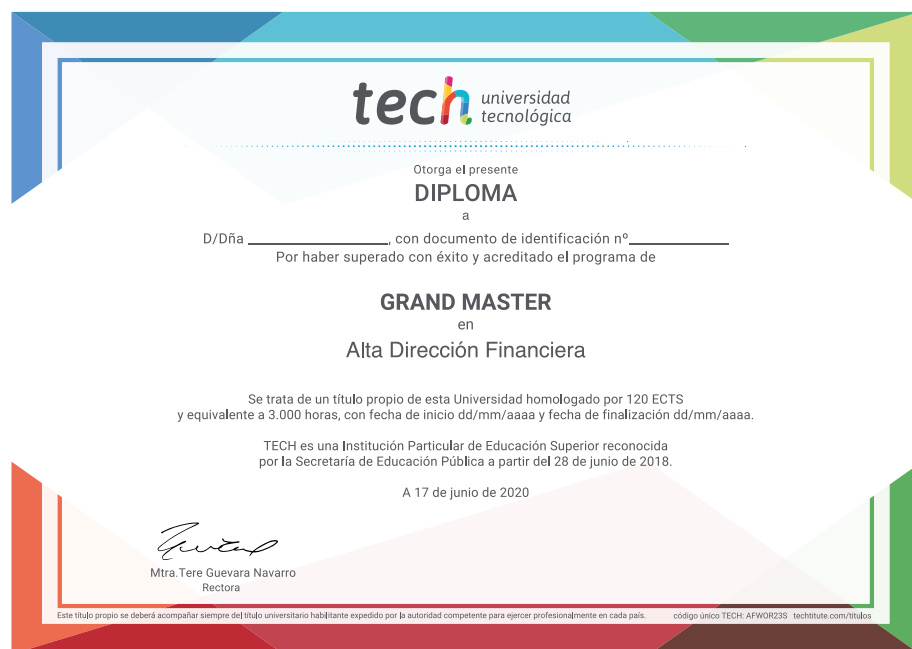 tech universidad
tecnológica
Otorga el presente
DIPLOMA
a
D/Dña ________________, con documento de identificación nº____________
Por haber superado con éxito y acreditado el programa de
GRAND MASTER
en
Alta Dirección Financiera
Se trata de un título propio de esta Universidad homologado por 120 ECTS
y equivalente a 3.000 horas, con fecha de inicio dd/mm/aaaa y fecha de finalización dd/mm/aaaa.
TECH es una Institución Particular de Educación Superior reconocida
por la Secretaría de Educación Pública a partir del 28 de junio de 2018.
A 17 de junio de 2020
Mtra.Tere Guevara Navarro
Rectora
Este título propio se deberá acompañar siempre del título universitario habilitante expedido por la autoridad competente para ejercer profesionalmente en cada país. código único TECH: AFWOR23S techtitute.com/titulos